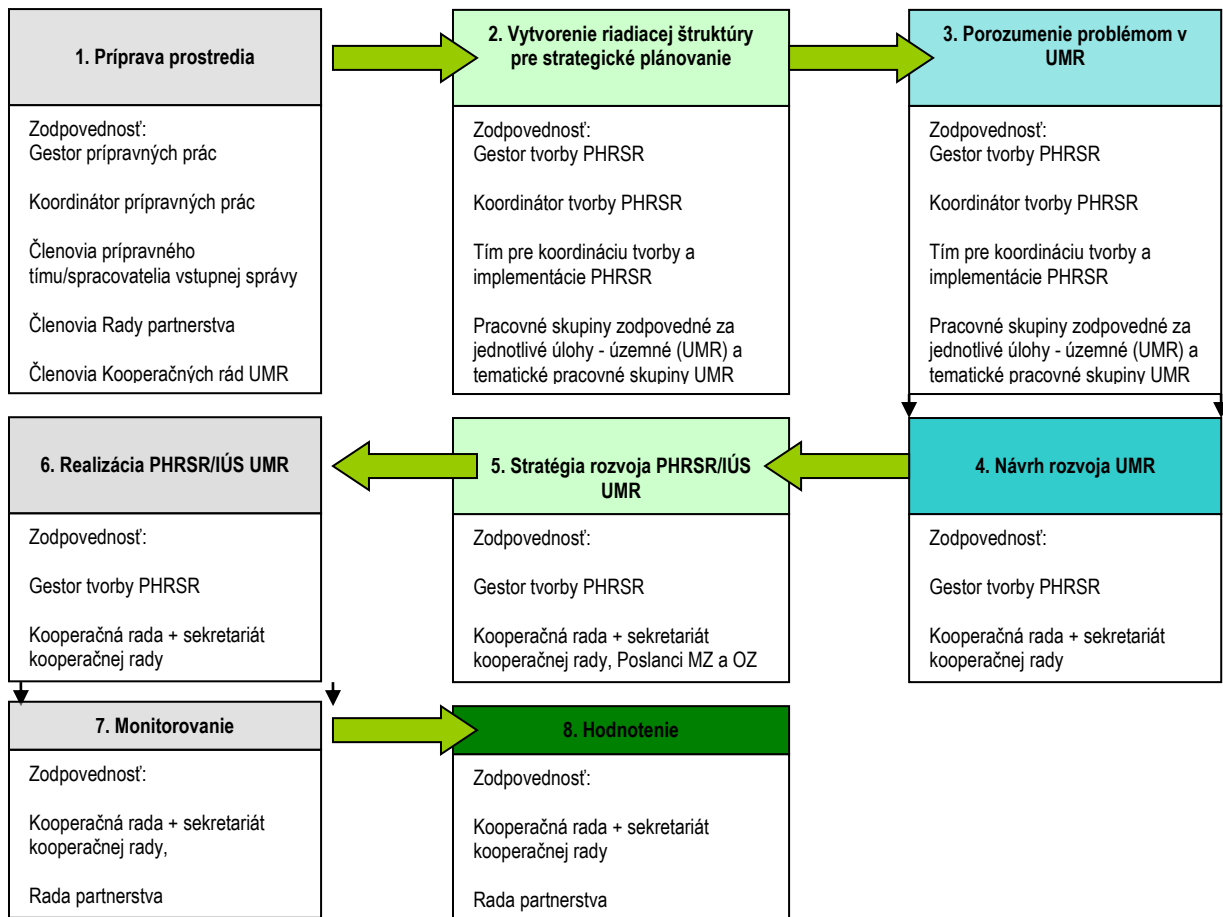 1. Príprava prostredia
Zodpovednosť:
Gestor prípravných prác
Koordinátor prípravných prác
Členovia prípravného
tímu/spracovatelia vstupnej správy
Členovia Rady partnerstva
Členovia Kooperačných rád UMR
2. Vytvorenie riadiacej štruktúry
pre strategické plánovanie
Zodpovednosť:
Gestor tvorby PHRSR
Koordinátor tvorby PHRSR
Tím pre koordináciu tvorby a
implementácie PHRSR
Pracovné skupiny zodpovedné za
jednotlivé úlohy - územné (UMR) a
tematické pracovné skupiny UMR
3. Porozumenie problémom v
UMR
Zodpovednosť:
Gestor tvorby PHRSR
Koordinátor tvorby PHRSR
Tím pre koordináciu tvorby a
implementácie PHRSR
Pracovné skupiny zodpovedné za
jednotlivé úlohy - územné (UMR) a
tematické pracovné skupiny UMR
4. Návrh rozvoja UMR
Zodpovednosť:
Gestor tvorby PHRSR
Kooperačná rada + sekretariát
kooperačnej rady
5. Stratégia rozvoja PHRSR/IÚS
UMR
Zodpovednosť:
Gestor tvorby PHRSR
Kooperačná rada + sekretariát
kooperačnej rady, Poslanci MZ a OZ
6. Realizácia PHRSR/IÚS UMR
Zodpovednosť:
Gestor tvorby PHRSR
Kooperačná rada + sekretariát
kooperačnej rady
7. Monitorovanie
Zodpovednosť:
Kooperačná rada + sekretariát
kooperačnej rady,
Rada partnerstva
8. Hodnotenie
Zodpovednosť:
Kooperačná rada + sekretariát
kooperačnej rady
Rada partnerstva